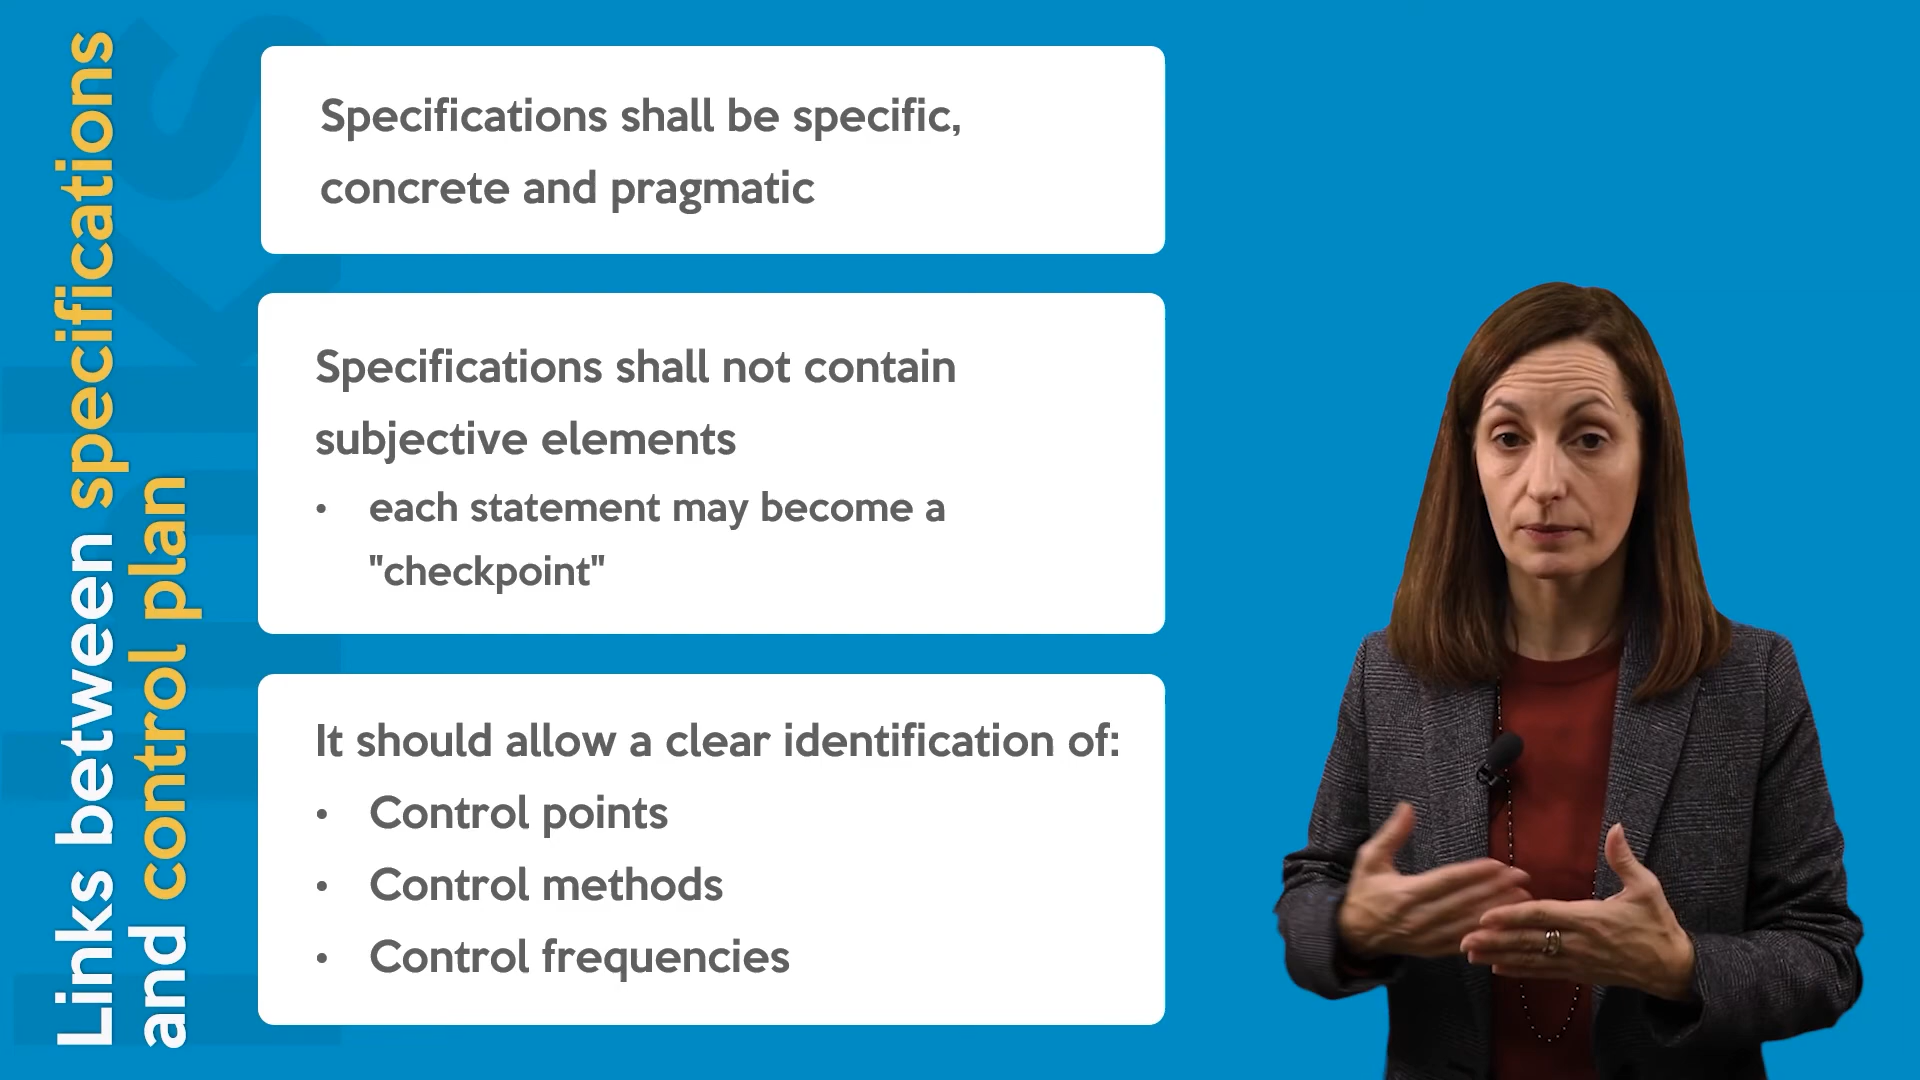 Links between specifications
and control plan
Specifications shall be specific,
concrete and pragmatic
Specifications shall not contain
subjective elements
• each statement may become a
"checkpoint"
It should allow a clear identification of:
• Control points
• Control methods
• Control frequencies
Links